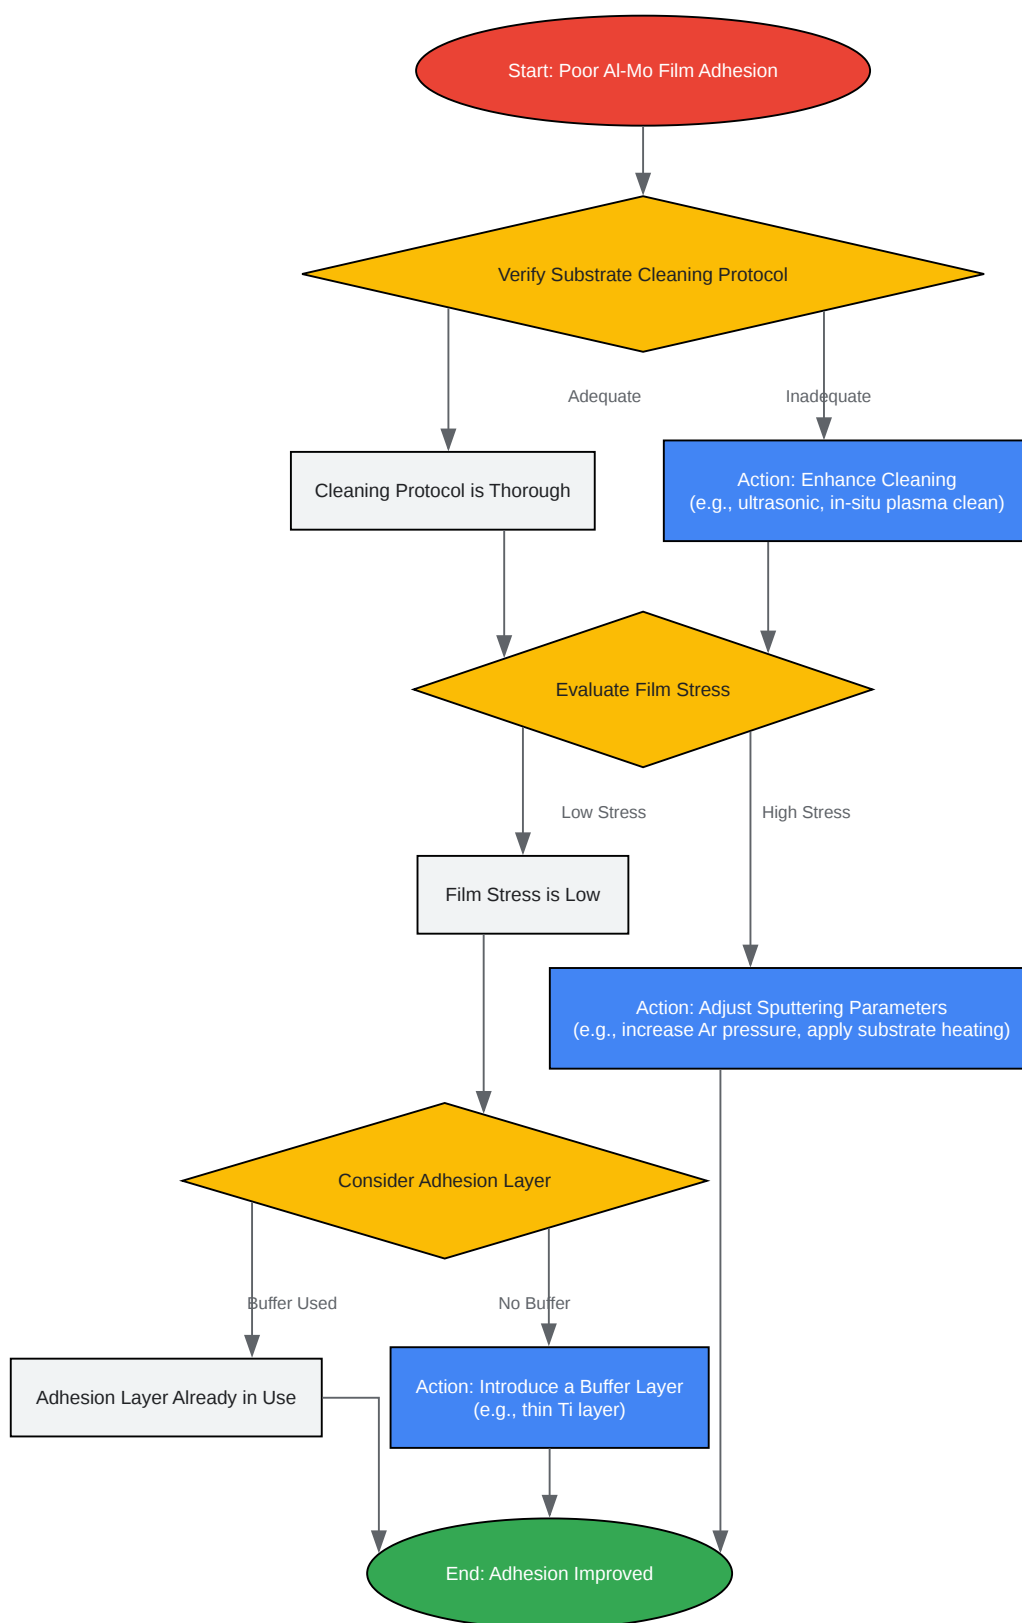 Start: Poor Al-Mo Film Adhesion
Verify Substrate Cleaning Protocol
Adequate
Inadequate
Cleaning Protocol is Thorough
Action: Enhance Cleaning
(e.g., ultrasonic, in-situ plasma clean)
Evaluate Film Stress
Low Stress
High Stress
Film Stress is Low
Action: Adjust Sputtering Parameters
(e.g., increase Ar pressure, apply substrate heating)
Consider Adhesion Layer
Buffer Used
No Buffer
Adhesion Layer Already in Use
Action: Introduce a Buffer Layer
(e.g., thin Ti layer)
End: Adhesion Improved